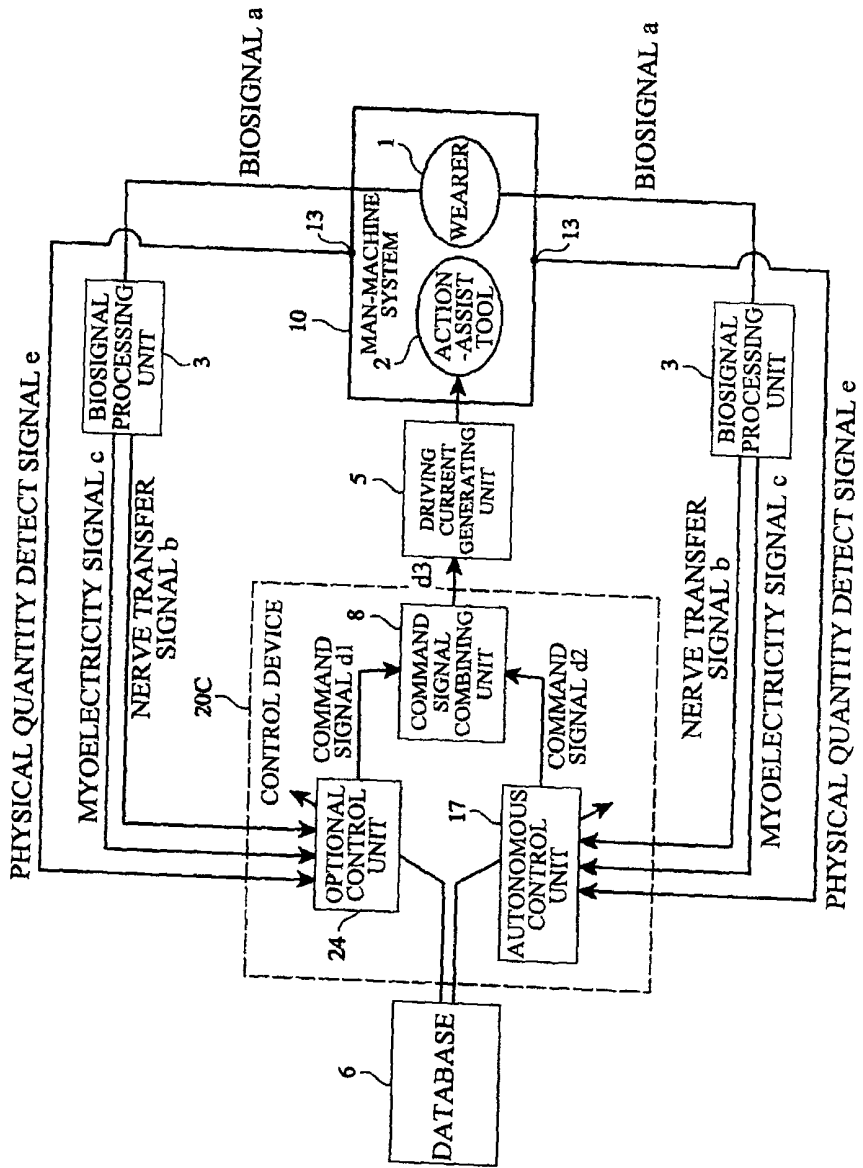 PHYSICAL QUANTITY DETECT SIGNAL e
MYOELECTRICITY SIGNAL c
NERVE TRANSFER
SIGNAL b
BIOSIGNAL
PROCESSING
UNIT
3
BIOSIGNAL a
20C
CONTROL DEVICE
OPTIONAL
CONTROL
UNIT
24
COMMAND
SIGNAL d1
8
COMMAND
SIGNAL
COMBINING
UNIT
d3
DRIVING
CURRENT
GENERATING
UNIT
5
10
MAN-MACHINE
SYSTEM
13
2
ACTION
-ASSIST
TOOL
1
WEARER
13
DATABASE
6
17
AUTONOMOUS
CONTROL
UNIT
COMMAND
SIGNAL d2
BIOSIGNAL
PROCESSING
UNIT
3
BIOSIGNAL a
NERVE TRANSFER
SIGNAL b
MYOELECTRICITY SIGNAL c
PHYSICAL QUANTITY DETECT SIGNAL e